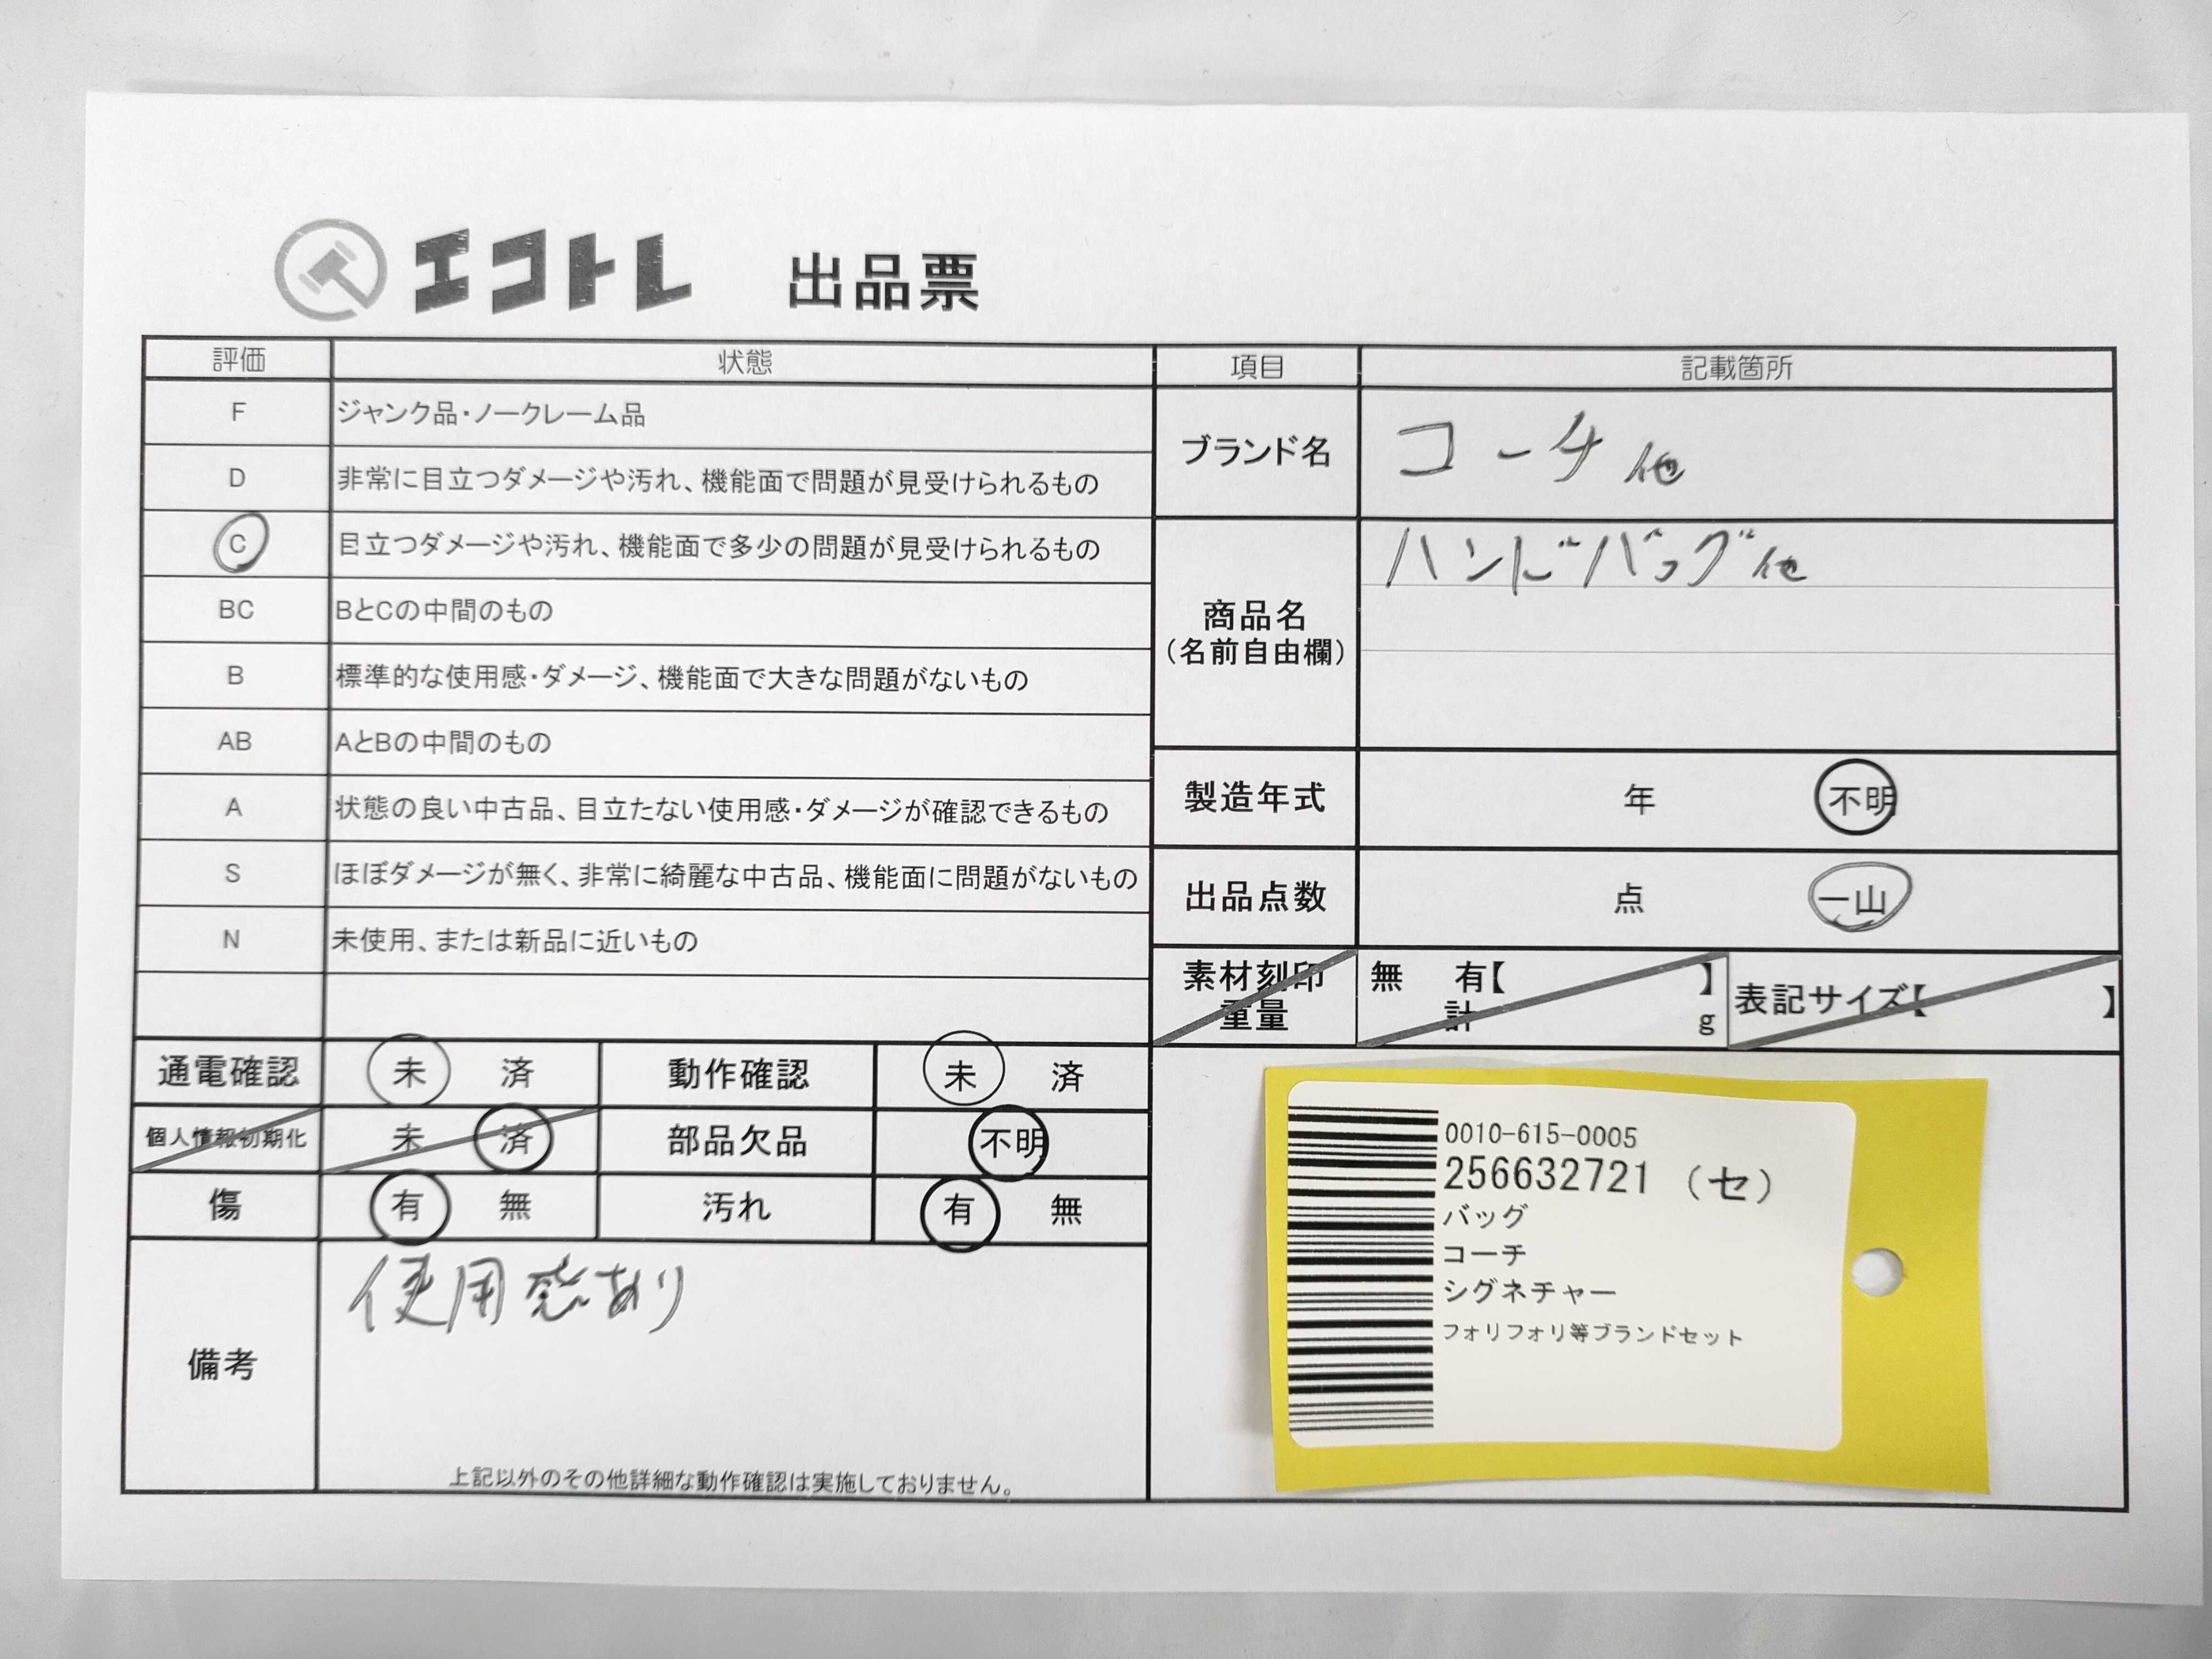 エコトレ 出品票
評価 状態
F ジャンク品・ノークレーム品
D 非常に目立つダメージや汚れ、機能面で問題が見受けられるもの
C 目立つダメージや汚れ、機能面で多少の問題が見受けられるもの
BC BとCの中間のもの
B 標準的な使用感・ダメージ、機能面で大きな問題がないもの
AB AとBの中間のもの
A 状態の良い中古品、目立たない使用感・ダメージが確認できるもの
S ほぼダメージが無く、非常に綺麗な中古品、機能面に問題がないもの
N 未使用、または新品に近いもの
通電確認 未 済 動作確認 未 済
個人情報初期化 未 済 部品欠品 不明
傷 有 無 汚れ 有 無
備考 使用感あり
上記以外のその他詳細な動作確認は実施しておりません。
項目 記載箇所
ブランド名 コーチ他
商品名 ハンドバッグ他
(名前自由欄)
製造年式 年 不明
出品点数 点 一山
素材刻印 無 有【 】 表記サイズ【 】
重量 計 g
0010-615-0005
256632721 (セ)
バッグ
コーチ
シグネチャー
フォリフォリ等ブランドセット